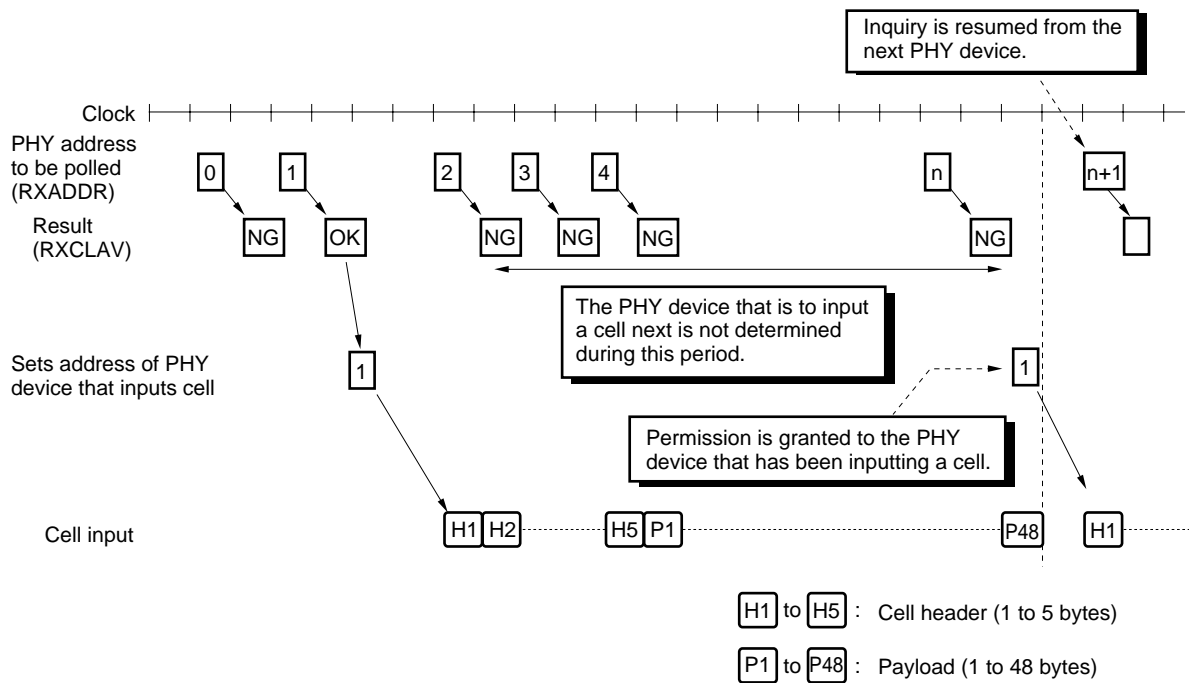 Inquiry is resumed from the
next PHY device.
Clock
PHY address
to be polled
(RXADDR)
0
1
2
3
4
n
n+1
Result
(RXCLAV)
NG
OK
NG
NG
NG
NG
The PHY device that is to input
a cell next is not determined
during this period.
Sets address of PHY
device that inputs cell
1
1
Permission is granted to the PHY
device that has been inputting a cell.
Cell input
H1
H2
H5
P1
P48
H1
H1 to H5 : Cell header (1 to 5 bytes)
P1 to P48 : Payload (1 to 48 bytes)